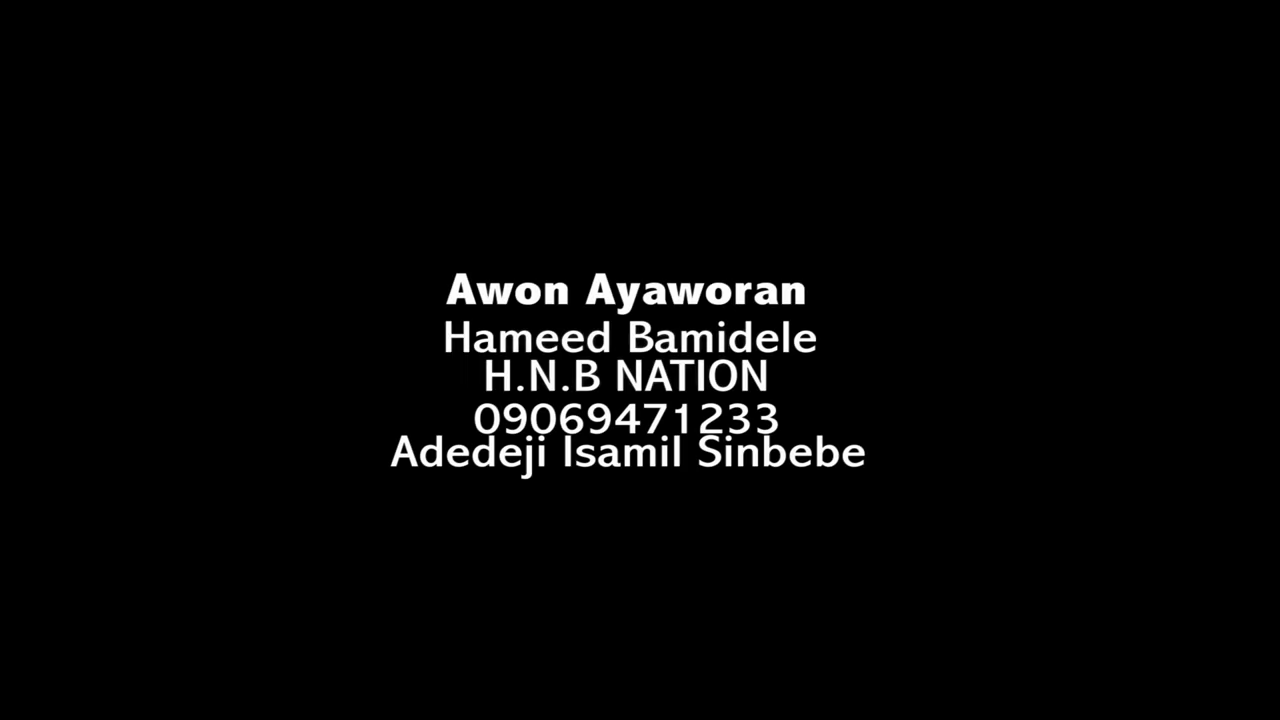 Awon Ayaworan
Hameed Bamidele
H.N.B NATION
09069471233
Adedeji Isamil Sinbebe